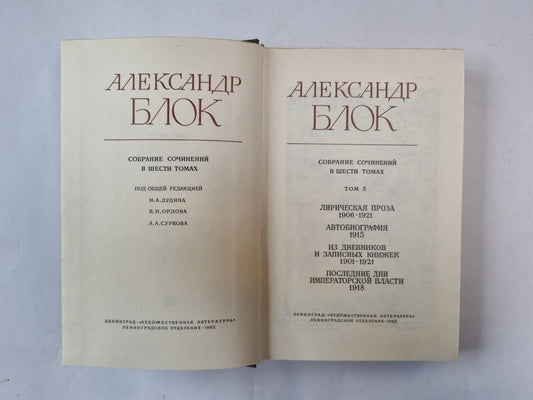 АЛЕКСАНДР
БЛОК
СОБРАНИЕ СОЧИНЕНИЙ
В ШЕСТИ ТОМАХ
ПОД ОБЩЕЙ РЕДАКЦИЕЙ
М.А.ДУДИНА
В.Н.ОРЛОВА
А.А.СУРКОВА
ЛЕНИНГРАД·«ХУДОЖЕСТВЕННАЯ ЛИТЕРАТУРА»
ЛЕНИНГРАДСКОЕ ОТДЕЛЕНИЕ·1982
АЛЕКСАНДР
БЛОК
СОБРАНИЕ СОЧИНЕНИЙ
В ШЕСТИ ТОМАХ
ТОМ 5
ЛИРИЧЕСКАЯ ПРОЗА
1906-1921
АВТОБИОГРАФИЯ
1915
ИЗ ДНЕВНИКОВ
И ЗАПИСНЫХ КНИЖЕК
1901-1921
ПОСЛЕДНИЕ ДНИ
ИМПЕРАТОРСКОЙ ВЛАСТИ
1918
ЛЕНИНГРАД·«ХУДОЖЕСТВЕННАЯ ЛИТЕРАТУРА»
ЛЕНИНГРАДСКОЕ ОТДЕЛЕНИЕ·1982